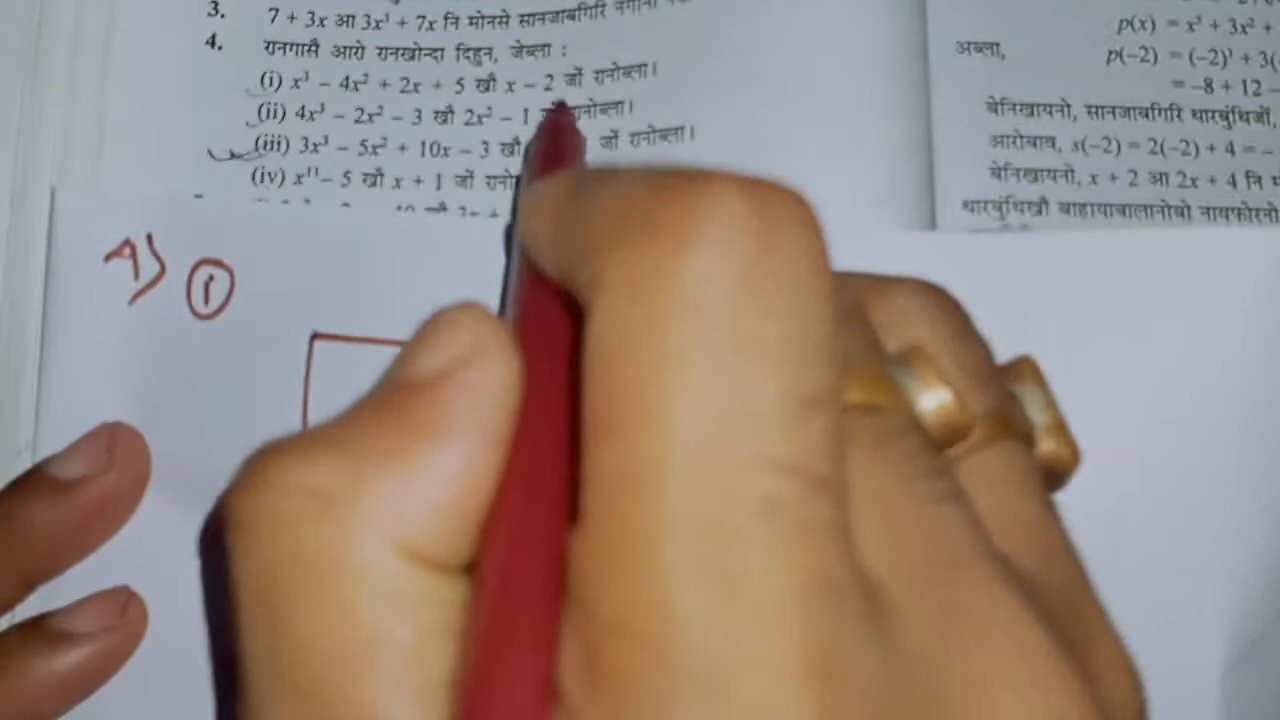 3. 7 + 3x आ 3x³ + 7x नि मोनसे सानजाबगिरि नंगौना
4. रानगासै आरो रानखोन्दा दिहुन, जेब्ला :
(i) x³ – 4x² + 2x + 5 खौ x – 2 जों रानोब्ला।
(ii) 4x³ – 2x² – 3 खौ 2x² – 1 रानोब्ला।
(iii) 3x³ – 5x² + 10x – 3 खौ जों रानोब्ला।
(iv) x¹¹ – 5 खौ x + 1 जों
p(x) = x³ + 3x² +
अब्ला, p(–2) = (–2)³ + 3(
= –8 + 12 –
बेनिखायनो, सानजाबगिरि थारबुंथिजों,
आरोबाव, s(–2) = 2(–2) + 4 = –
बेनिखायनो, x + 2 आ 2x + 4 नि
थारबुंथिखौ बाहायाबालानोबो नायफोरनो
A) ①